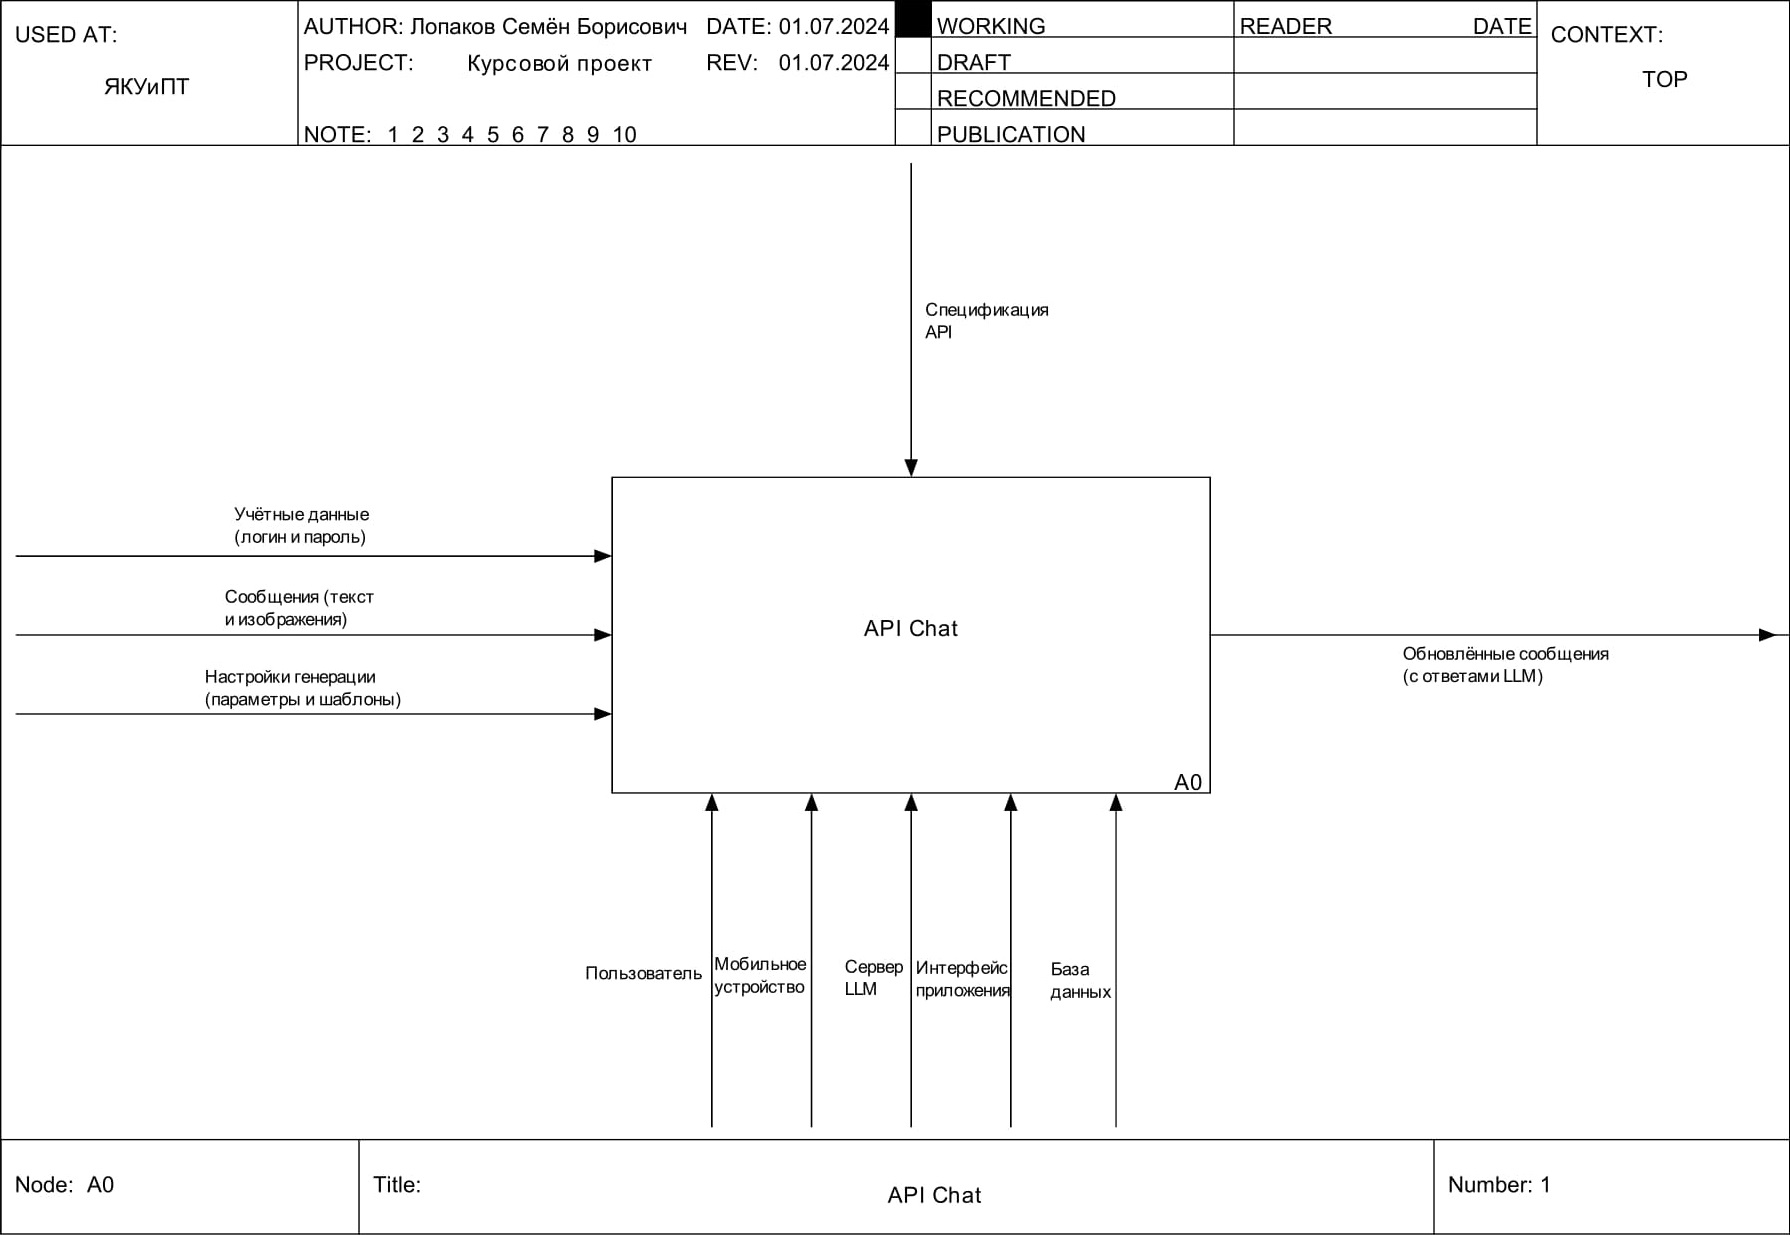 USED AT:
ЯКУиПТ
AUTHOR: Лопаков Семён Борисович DATE: 01.07.2024
PROJECT: Курсовой проект REV: 01.07.2024
NOTE: 1 2 3 4 5 6 7 8 9 10
WORKING
DRAFT
RECOMMENDED
PUBLICATION
READER DATE
CONTEXT:
TOP
Спецификация
API
Учётные данные
(логин и пароль)
Сообщения (текст
и изображения)
Настройки генерации
(параметры и шаблоны)
API Chat
A0
Обновлённые сообщения
(с ответами LLM)
Пользователь
Мобильное
устройство
Сервер
LLM
Интерфейс
приложения
База
данных
Node: A0
Title:
API Chat
Number: 1